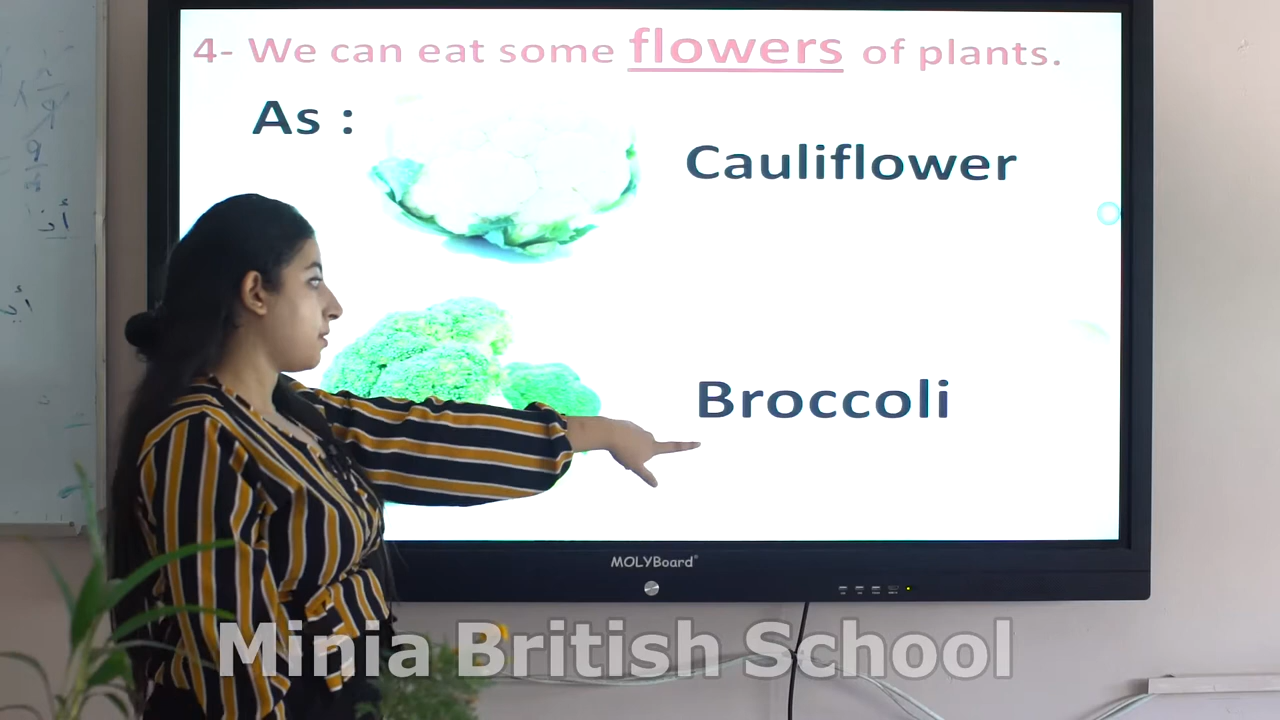 4- We can eat some flowers of plants.
As :
Cauliflower
Broccoli
MOLYBoard
Minia British School